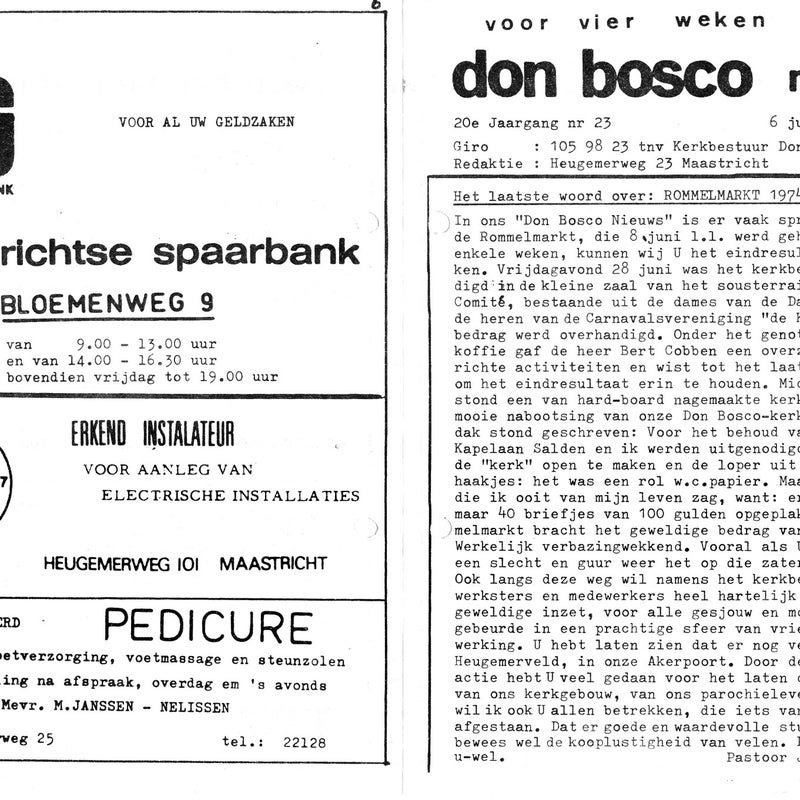 VOOR AL UW GELDZAKEN
richtse spaarbank
BLOEMENWEG 9
van 9.00 - 13.00 uur
en van 14.00 - 16.30 uur
bovendien vrijdag tot 19.00 uur
ERKEND INSTALATEUR
VOOR AANLEG VAN
ELECTRISCHE INSTALLATIES
HEUGEMERWEG 101 MAASTRICHT
PEDICURE
etverzorging, voetmassage en steunzolen
ing na afspraak, overdag em 's avonds
Mevr. M.JANSSEN - NELISSEN
weg 25 tel.: 22128
voor vier weken
don bosco
20e Jaargang nr 23 6 ju
Giro : 105 98 23 tnv Kerkbestuur Don
Redaktie : Heugemerweg 23 Maastricht
Het laatste woord over: ROMMELMARKT 1974
In ons "Don Bosco Nieuws" is er vaak spr
de Rommelmarkt, die 8 juni l.l. werd geh
enkele weken, kunnen wij U het eindresul
ken. Vrijdagavond 28 juni was het kerkbe
digd in de kleine zaal van het sousterrai
Comité, bestaande uit de dames van de Da
de heren van de Carnavalsvereniging "de K
bedrag werd overhandigd. Onder het genot
koffie gaf de heer Bert Cobben een overz
richte activiteiten en wist tot het laat
om het eindresultaat erin te houden. Mid
stond een van hard-board nagemaakte kerk
mooie nabootsing van onze Don Bosco-kerk
dak stond geschreven: Voor het behoud va
Kapelaan Salden en ik werden uitgenodigd
de "kerk" open te maken en de loper uit
haakjes: het was een rol w.c.papier. Maa
die ik ooit van mijn leven zag, want: er
maar 40 briefjes van 100 gulden opgeplak
melmarkt bracht het geweldige bedrag van
Werkelijk verbazingwekkend. Vooral als U
een slecht en guur weer het op die zater
Ook langs deze weg wil namens het kerkbe
werksters en medewerkers heel hartelijk
geweldige inzet, voor alle gesjouw en mo
gebeurde in een prachtige sfeer van vrie
werking. U hebt laten zien dat er nog ve
Heugemerveld, in onze Akerpoort. Door de
actie hebt U veel gedaan voor het laten
van ons kerkgebouw, van ons parochieleve
wil ik ook U allen betrekken, die iets van
afgestaan. Dat er goede en waardevolle stu
bewees wel de kooplustigheid van velen.
u-wel. Pastoor J